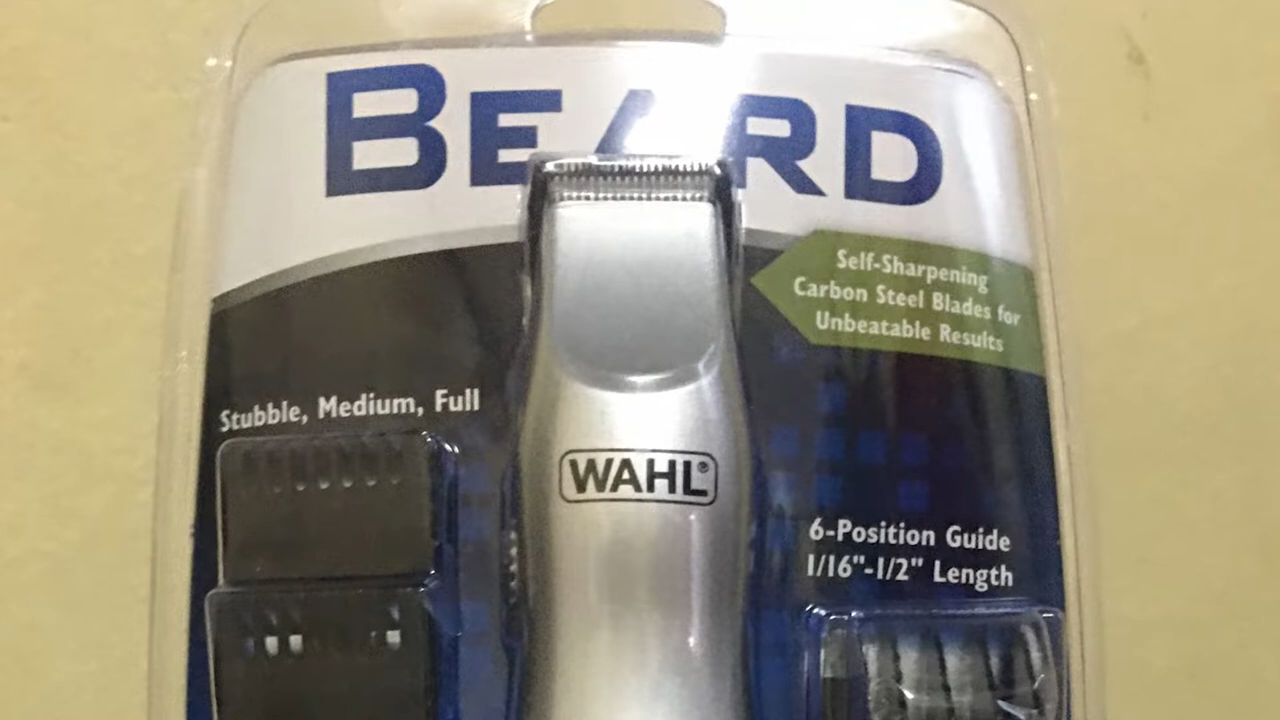 BEARD
Self-Sharpening
Carbon Steel Blades for
Unbeatable Results
Stubble, Medium, Full
WAHL®
6-Position Guide
1/16"-1/2" Length